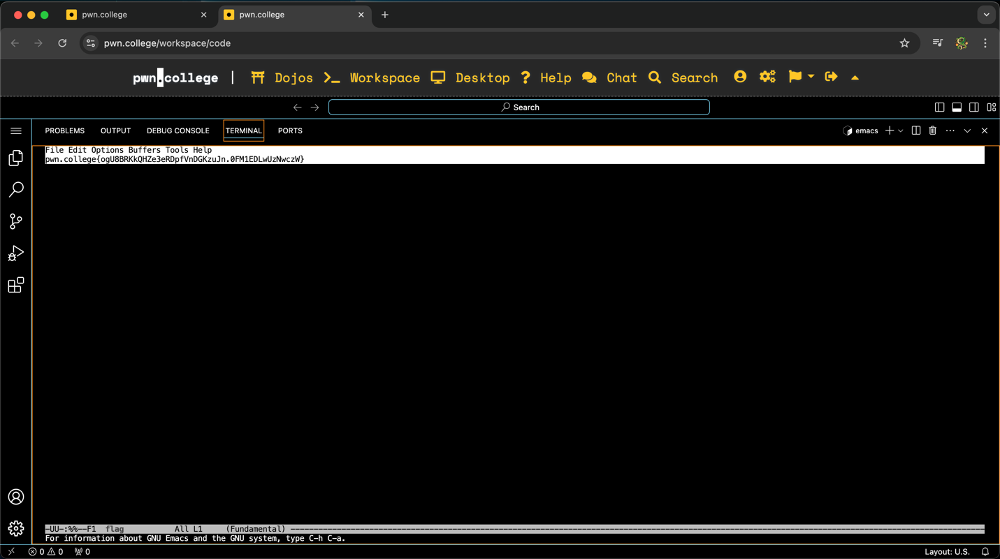 pwn.college
pwn.college
pwn.college/workspace/code
pwn.college | Dojos Workspace Desktop ? Help Chat Search
Search
PROBLEMS OUTPUT DEBUG CONSOLE TERMINAL PORTS
emacs
File Edit Options Buffers Tools Help
pwn.college{ogU8BRKkQHZe3eRDpfVnDGKzuJn.0FM1EDLwUzNwczW}
-UU-:%%--F1 flag All L1 (Fundamental) ----------------------------------------
For information about GNU Emacs and the GNU system, type C-h C-a.
0 0 0
Layout: U.S.